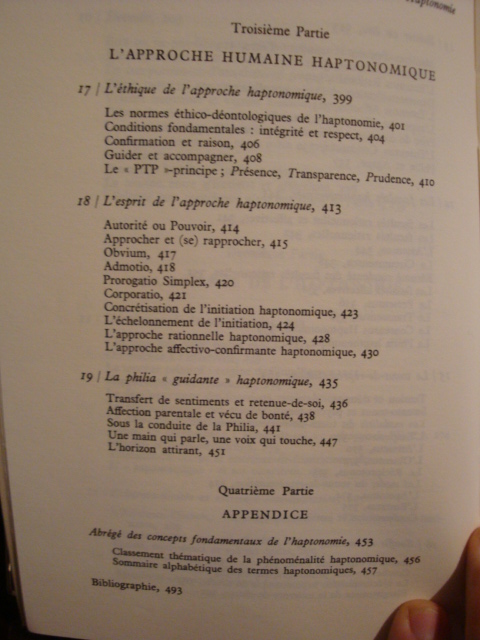 Haptonomie
Troisième Partie
L'APPROCHE HUMAINE HAPTONOMIQUE
17 / L'éthique de l'approche haptonomique, 399
Les normes éthico-déontologiques de l'haptonomie, 401
Conditions fondamentales : intégrité et respect, 404
Confirmation et raison, 406
Guider et accompagner, 408
Le « PTP »-principe ; Présence, Transparence, Prudence, 410
18 / L'esprit de l'approche haptonomique, 413
Autorité ou Pouvoir, 414
Approcher et (se) rapprocher, 415
Obvium, 417
Admotio, 418
Prorogatio Simplex, 420
Corporatio, 421
Concrétisation de l'initiation haptonomique, 423
L'échelonnement de l'initiation, 424
L'approche rationnelle haptonomique, 428
L'approche affectivo-confirmante haptonomique, 430
19 / La philia « guidante » haptonomique, 435
Transfert de sentiments et retenue-de-soi, 436
Affection parentale et vécu de bonté, 438
Sous la conduite de la Philia, 441
Une main qui parle, une voix qui touche, 447
L'horizon attirant, 451
Quatrième Partie
APPENDICE
Abrégé des concepts fondamentaux de l'haptonomie, 453
Classement thématique de la phénoménalité haptonomique, 456
Sommaire alphabétique des termes haptonomiques, 457
Bibliographie, 493